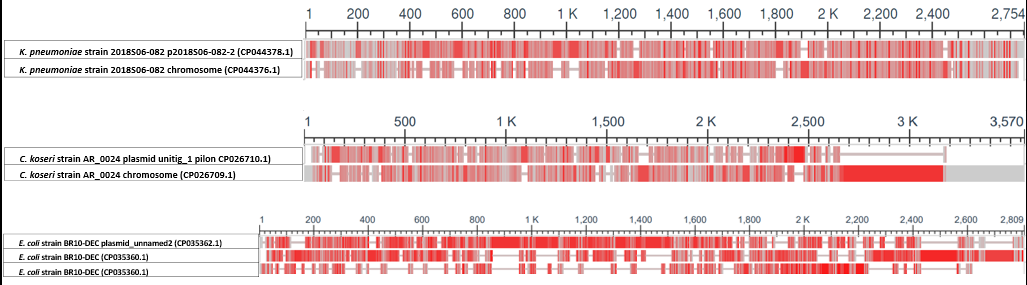 1 200 400 600 800 1 K 1,200 1,400 1,600 1,800 2 K 2,200 2,400 2,754
K. pneumoniae strain 2018S06-082 p2018S06-082-2 (CP044378.1)
K. pneumoniae strain 2018S06-082 chromosome (CP044376.1)
1 500 1 K 1,500 2 K 2,500 3 K 3,570
C. koseri strain AR_0024 plasmid unitig_1 pilon CP026710.1)
C. koseri strain AR_0024 chromosome (CP026709.1)
1 200 400 600 800 1 K 1,200 1,400 1,600 1,800 2 K 2,200 2,400 2,600 2,809
E. coli strain BR10-DEC plasmid_unnamed2 (CP035362.1)
E. coli strain BR10-DEC (CP035360.1)
E. coli strain BR10-DEC (CP035360.1)